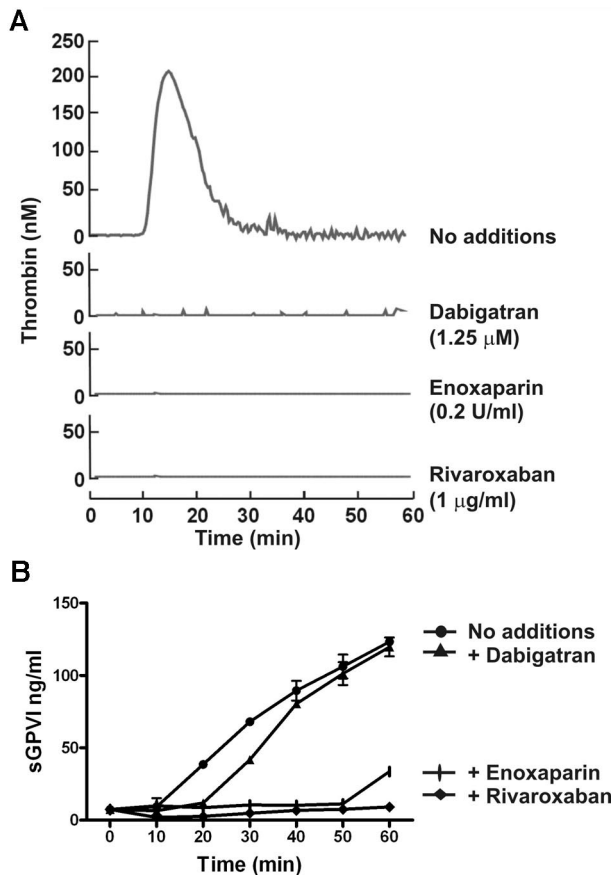 A
250
200
150
100
50
0
Thrombin (nM)
No additions
50
0
Dabigatran
(1.25 μM)
50
0
Enoxaparin
(0.2 U/ml)
50
0
Rivaroxaban
(1 μg/ml)
0 10 20 30 40 50 60
Time (min)
B
150
100
50
0
sGPVI ng/ml
No additions
+ Dabigatran
+ Enoxaparin
+ Rivaroxaban
0 10 20 30 40 50 60
Time (min)